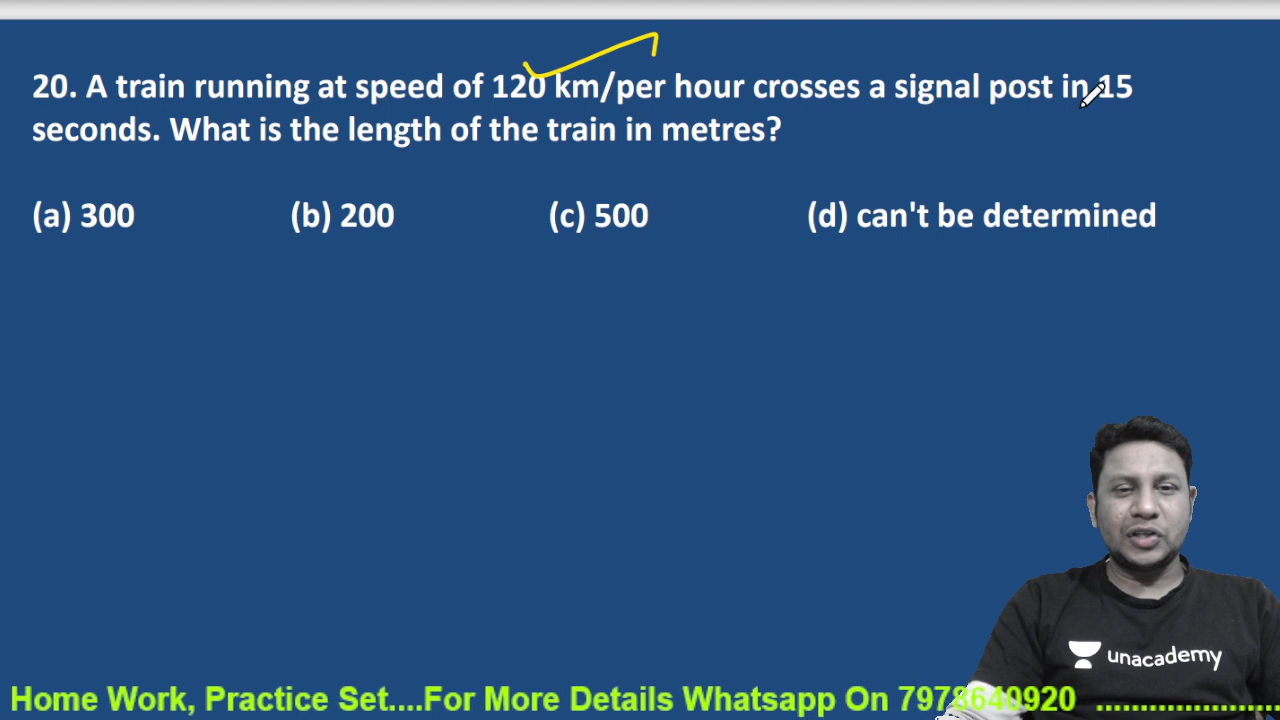 20. A train running at speed of 120 km/per hour crosses a signal post in 15
seconds. What is the length of the train in metres?
(a) 300 (b) 200 (c) 500 (d) can't be determined
unacademy
Home Work, Practice Set....For More Details Whatsapp On 7978640920 ......................